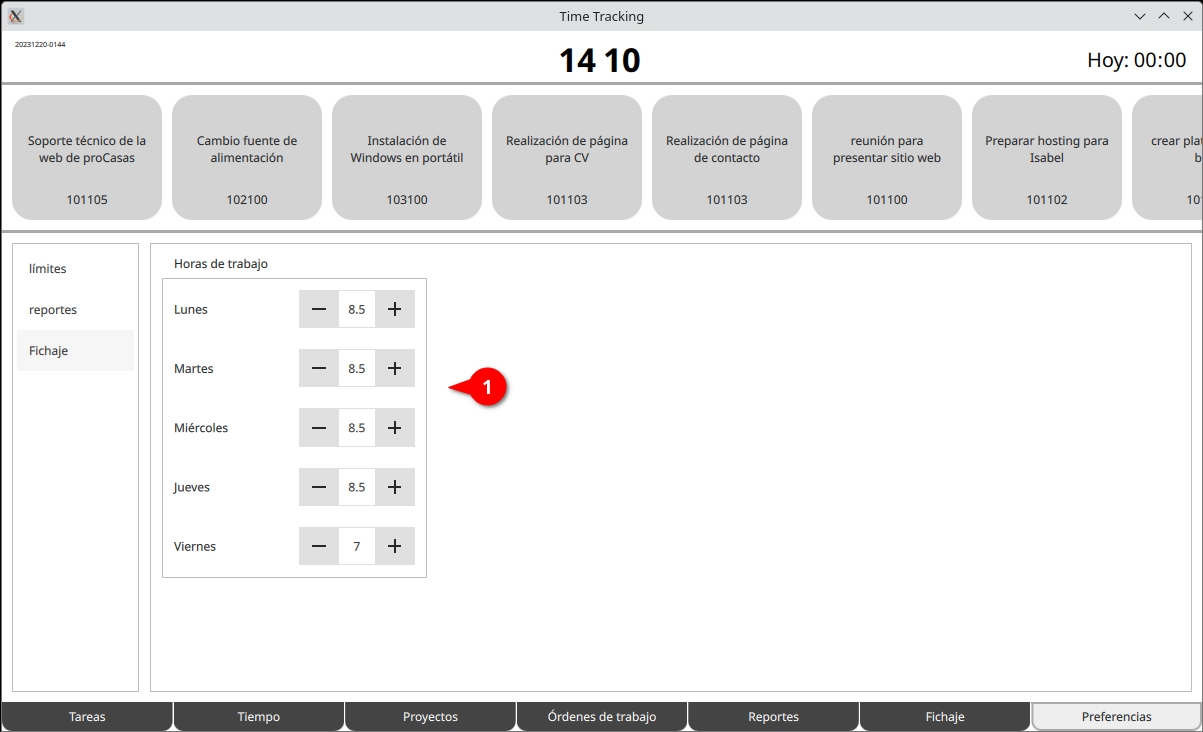 Time Tracking
20231220-0144
14 10
Hoy: 00:00
Soporte técnico de la
web de proCasas
101105
Cambio fuente de
alimentación
102100
Instalación de
Windows en portátil
103100
Realización de página
para CV
101103
Realización de página
de contacto
101103
reunión para
presentar sitio web
101100
Preparar hosting para
Isabel
101102
crear pla
b
10
límites
reportes
Fichaje
Horas de trabajo
Lunes
8.5
Martes
8.5
1
Miércoles
8.5
Jueves
8.5
Viernes
7
Tareas
Tiempo
Proyectos
Órdenes de trabajo
Reportes
Fichaje
Preferencias